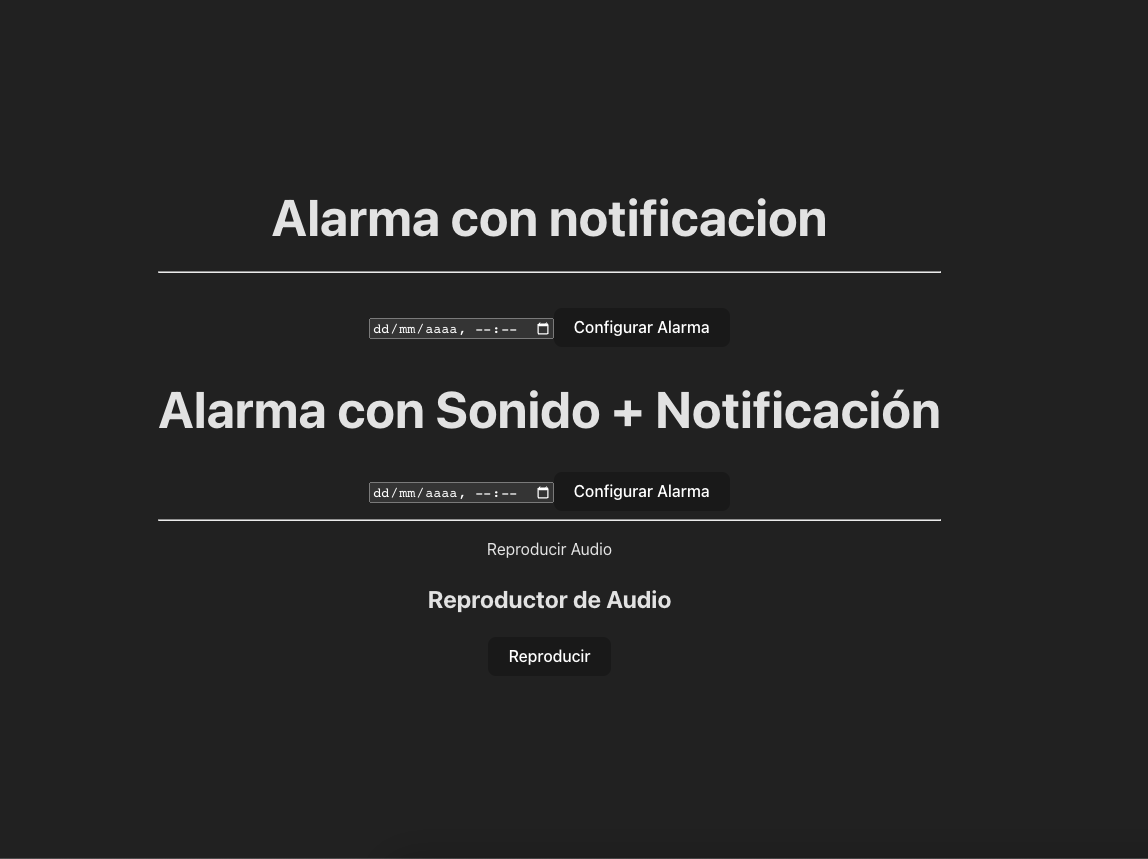 Alarma con notificacion
dd/mm/aaaa, --:-- Configurar Alarma
Alarma con Sonido + Notificación
dd/mm/aaaa, --:-- Configurar Alarma
Reproducir Audio
Reproductor de Audio
Reproducir